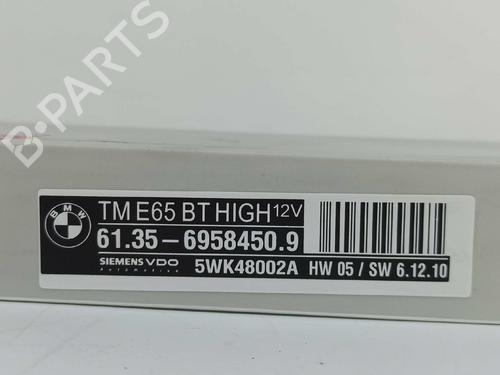 B-PARTS
BMW
TM E65 BT HIGH 12V
61.35 - 6958450.9
SIEMENS VDO
Automotive
5WK48002A HW 05 / SW 6.12.10